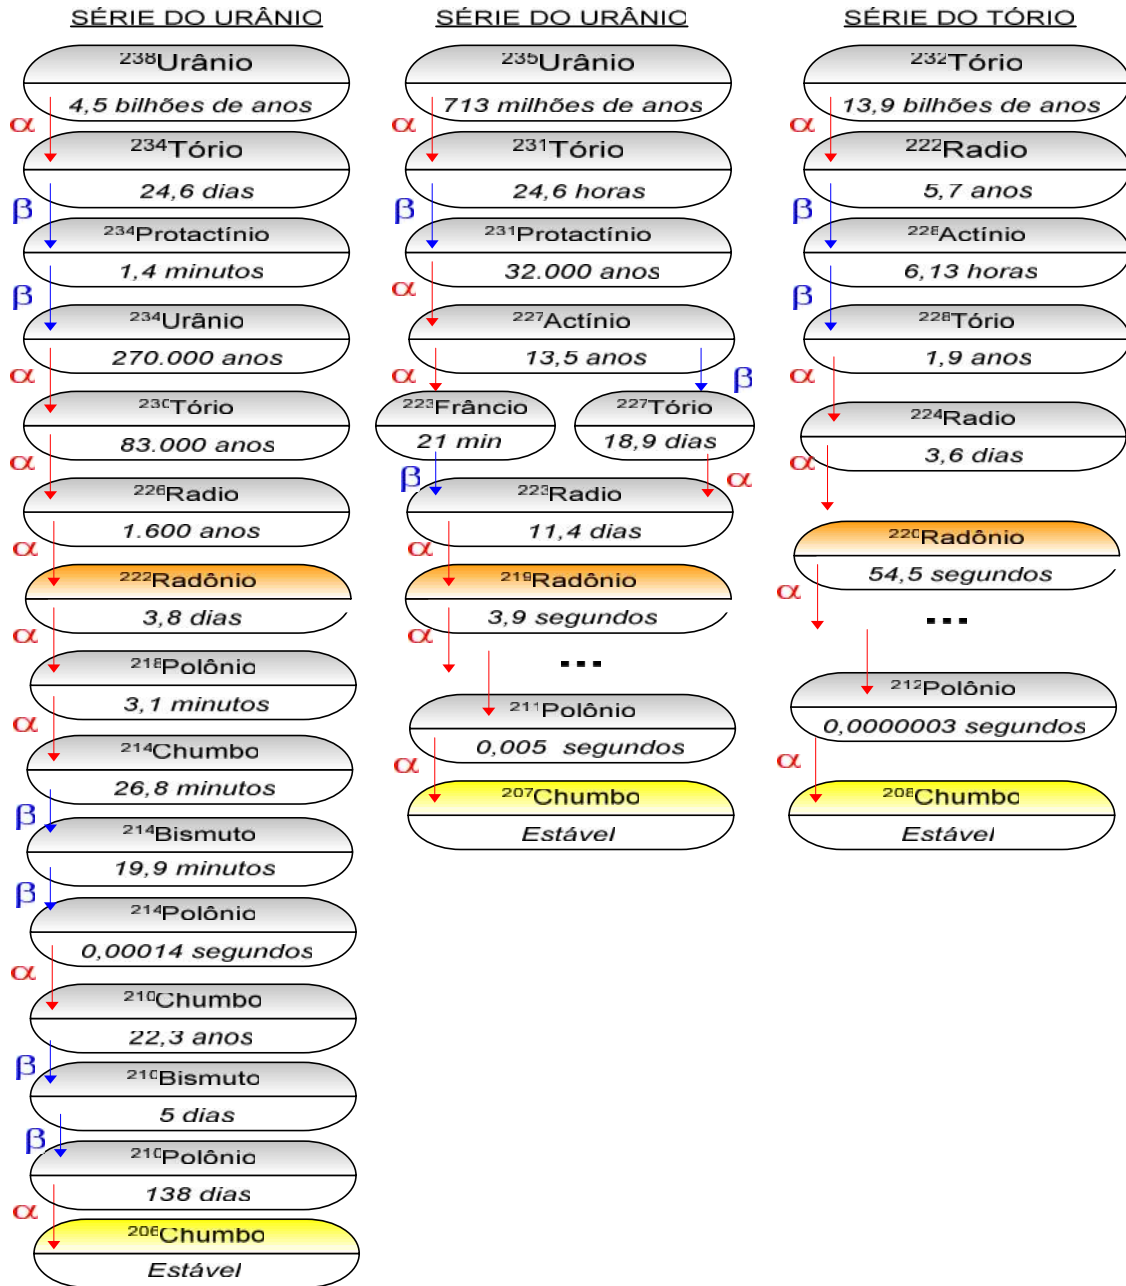 SÉRIE DO URÂNIO
²³⁸Urânio
4,5 bilhões de anos
α
²³⁴Tório
24,6 dias
β
²³⁴Protactínio
1,4 minutos
β
²³⁴Urânio
270.000 anos
α
²³⁰Tório
83.000 anos
α
²²⁶Radio
1.600 anos
α
²²²Radônio
3,8 dias
α
²¹⁸Polônio
3,1 minutos
α
²¹⁴Chumbo
26,8 minutos
β
²¹⁴Bismuto
19,9 minutos
β
²¹⁴Polônio
0,00014 segundos
α
²¹⁰Chumbo
22,3 anos
β
²¹⁰Bismuto
5 dias
β
²¹⁰Polônio
138 dias
α
²⁰⁶Chumbo
Estável
SÉRIE DO URÂNIO
²³⁵Urânio
713 milhões de anos
α
²³¹Tório
24,6 horas
β
²³¹Protactínio
32.000 anos
α
²²⁷Actínio
13,5 anos
α β
²²³Frâncio ²²⁷Tório
21 min 18,9 dias
β α
²²³Radio
11,4 dias
α
²¹⁹Radônio
3,9 segundos
α
...
²¹¹Polônio
0,005 segundos
α
²⁰⁷Chumbo
Estável
SÉRIE DO TÓRIO
²³²Tório
13,9 bilhões de anos
α
²²²Radio
5,7 anos
β
²²⁸Actínio
6,13 horas
β
²²⁸Tório
1,9 anos
α
²²⁴Radio
3,6 dias
α
²²⁰Radônio
54,5 segundos
α
...
²¹²Polônio
0,0000003 segundos
α
²⁰⁸Chumbo
Estável